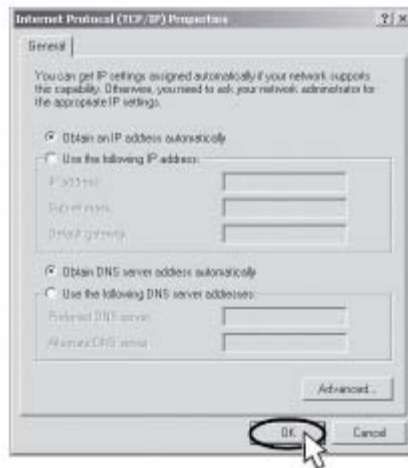 Internet Protocol (TCP/IP) Properties
General
You can get IP settings assigned automatically if your network supports
this capability. Otherwise, you need to ask your network administrator for
the appropriate IP settings.
Obtain an IP address automatically
Use the following IP address:
IP address:
Subnet mask:
Default gateway:
Obtain DNS server address automatically
Use the following DNS server addresses:
Preferred DNS server:
Alternate DNS server:
Advanced...
OK
Cancel